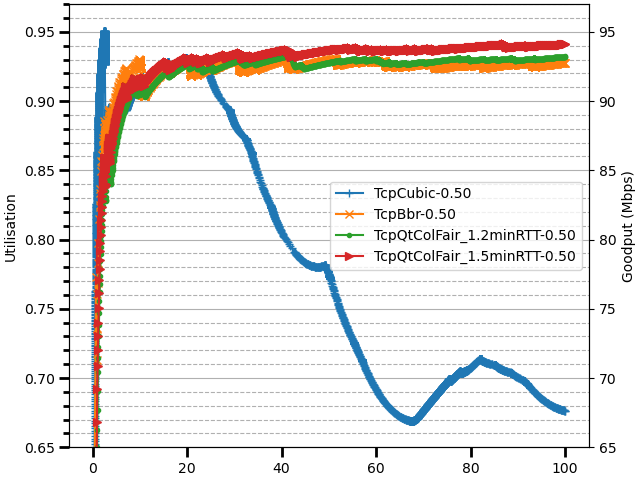 0.95
0.90
0.85
0.80
0.75
0.70
0.65
Utilisation
95
90
85
80
75
70
65
Goodput (Mbps)
TcpCubic-0.50
TcpBbr-0.50
TcpQtColFair_1.2minRTT-0.50
TcpQtColFair_1.5minRTT-0.50
0 20 40 60 80 100